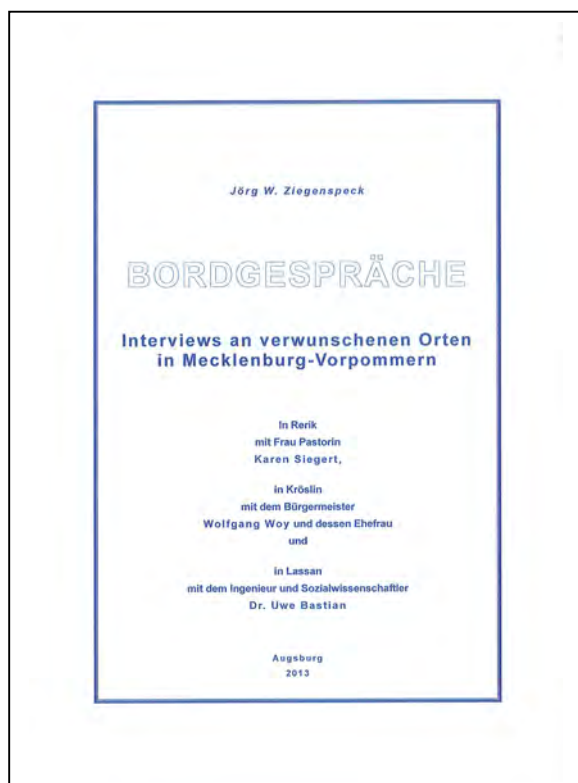 Jörg W. Ziegenspeck
BORDGESPRÄCHE
Interviews an verwunschenen Orten
in Mecklenburg-Vorpommern
In Rerik
mit Frau Pastorin
Karen Siegert,
in Kröslin
mit dem Bürgermeister
Wolfgang Woy und dessen Ehefrau
und
in Lassan
mit dem Ingenieur und Sozialwissenschaftler
Dr. Uwe Bastian
Augsburg
2013